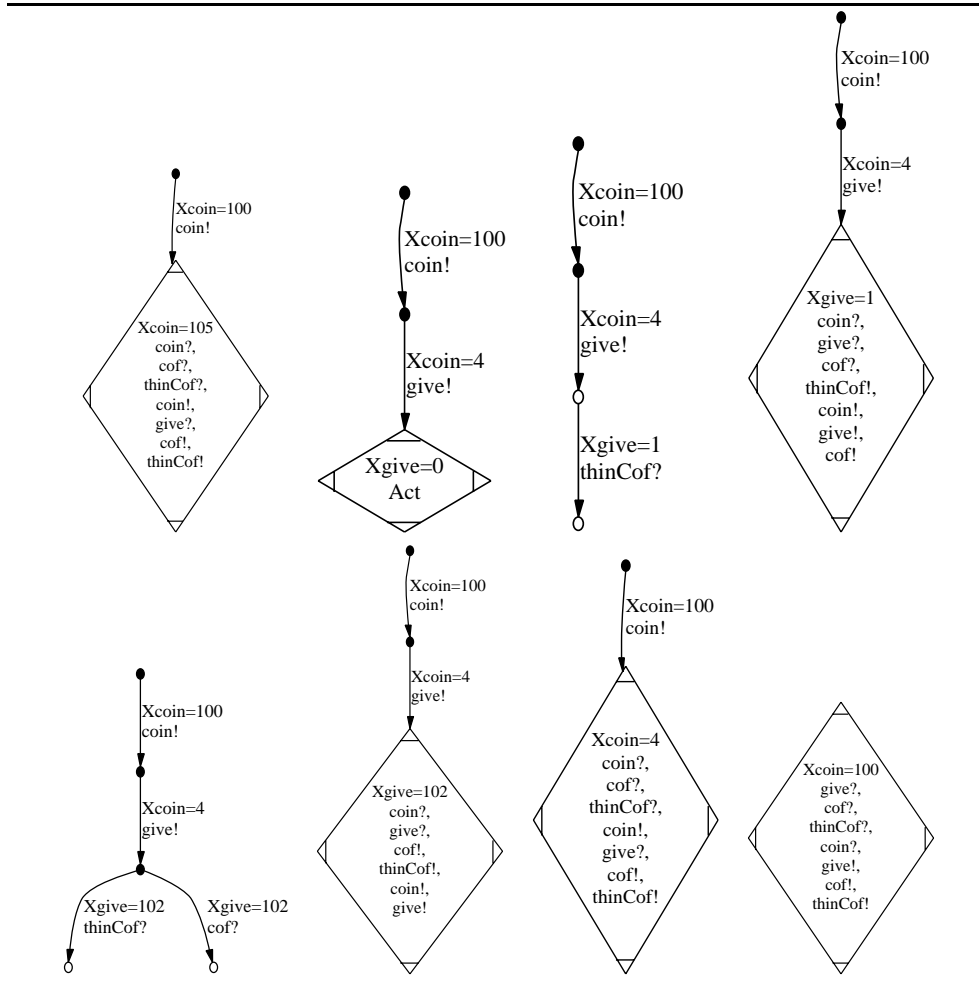 Xcoin=100
coin!
Xcoin=105
coin?,
cof?,
thinCof?,
coin!,
give?,
cof!,
thinCof!
Xcoin=100
coin!
Xcoin=4
give!
Xgive=0
Act
Xcoin=100
coin!
Xcoin=4
give!
Xgive=1
thinCof?
Xcoin=100
coin!
Xcoin=4
give!
Xgive=1
coin?,
give?,
cof?,
thinCof!,
coin!,
give!,
cof!
Xcoin=100
coin!
Xcoin=4
give!
Xgive=102
thinCof?
Xgive=102
cof?
Xcoin=100
coin!
Xcoin=4
give!
Xgive=102
coin?,
give?,
cof!,
thinCof!,
coin!,
give!
Xcoin=100
coin!
Xcoin=4
coin?,
cof?,
thinCof?,
coin!,
give?,
cof!,
thinCof!
Xcoin=100
give?,
cof?,
thinCof?,
coin?,
give!,
cof!,
thinCof!